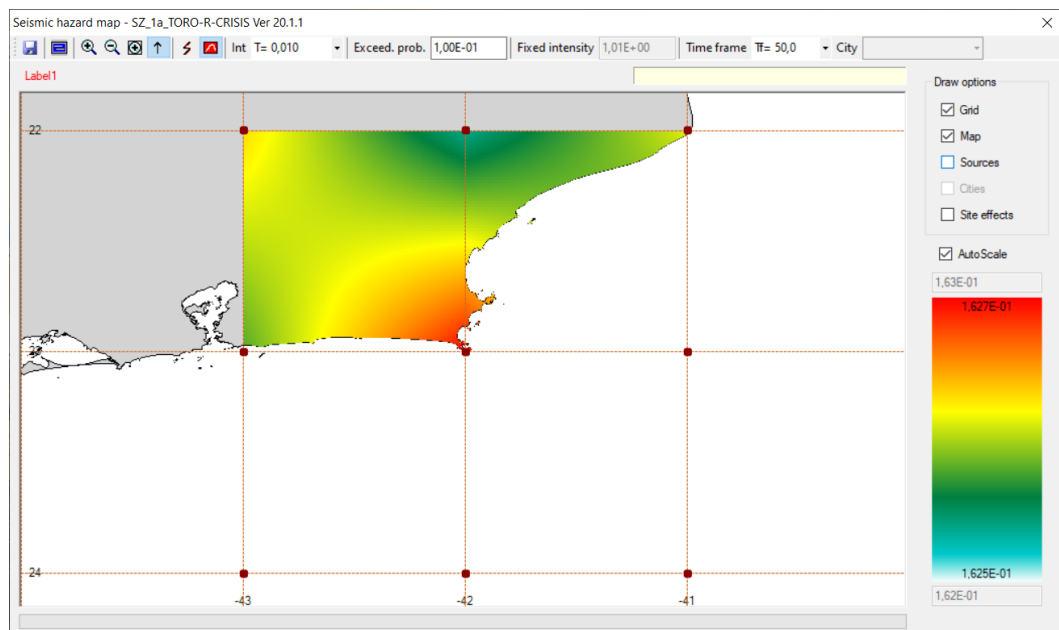 Seismic hazard map - SZ_1a_TORO-R-CRISIS Ver 20.1.1
Int T= 0,010 Exceed. prob. 1,00E-01 Fixed intensity 1,01E+00 Time frame Tf= 50,0 City
Label1
Draw options
Grid
Map
Sources
Cities
Site effects
AutoScale
1,63E-01
1,627E-01
1,625E-01
1,62E-01
22
23
24
-43 -42 -41